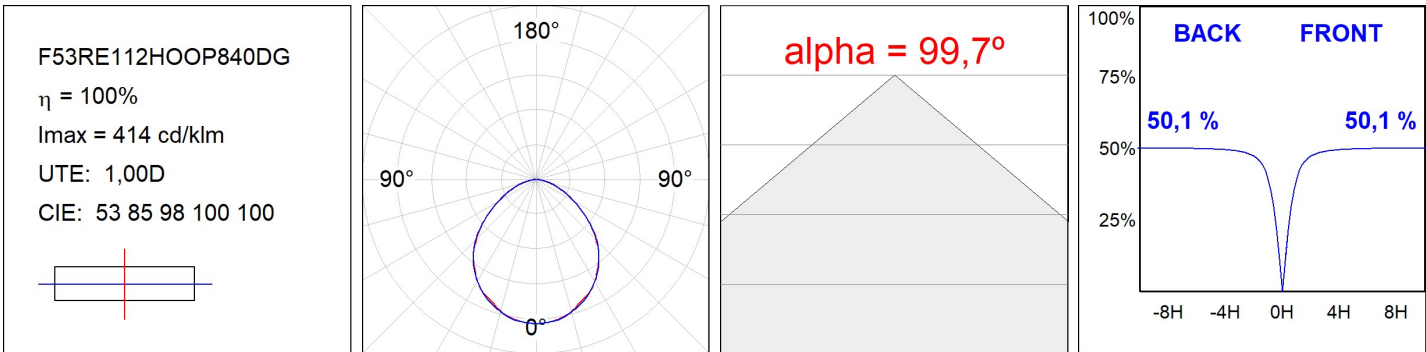 F53RE112HOOP840DG
η = 100%
Imax = 414 cd/klm
UTE: 1,00D
CIE: 53 85 98 100 100
180°
90° 90°
0°
alpha = 99,7º
100%
BACK FRONT
75%
50,1 % 50,1 %
50%
25%
-8H -4H 0H 4H 8H